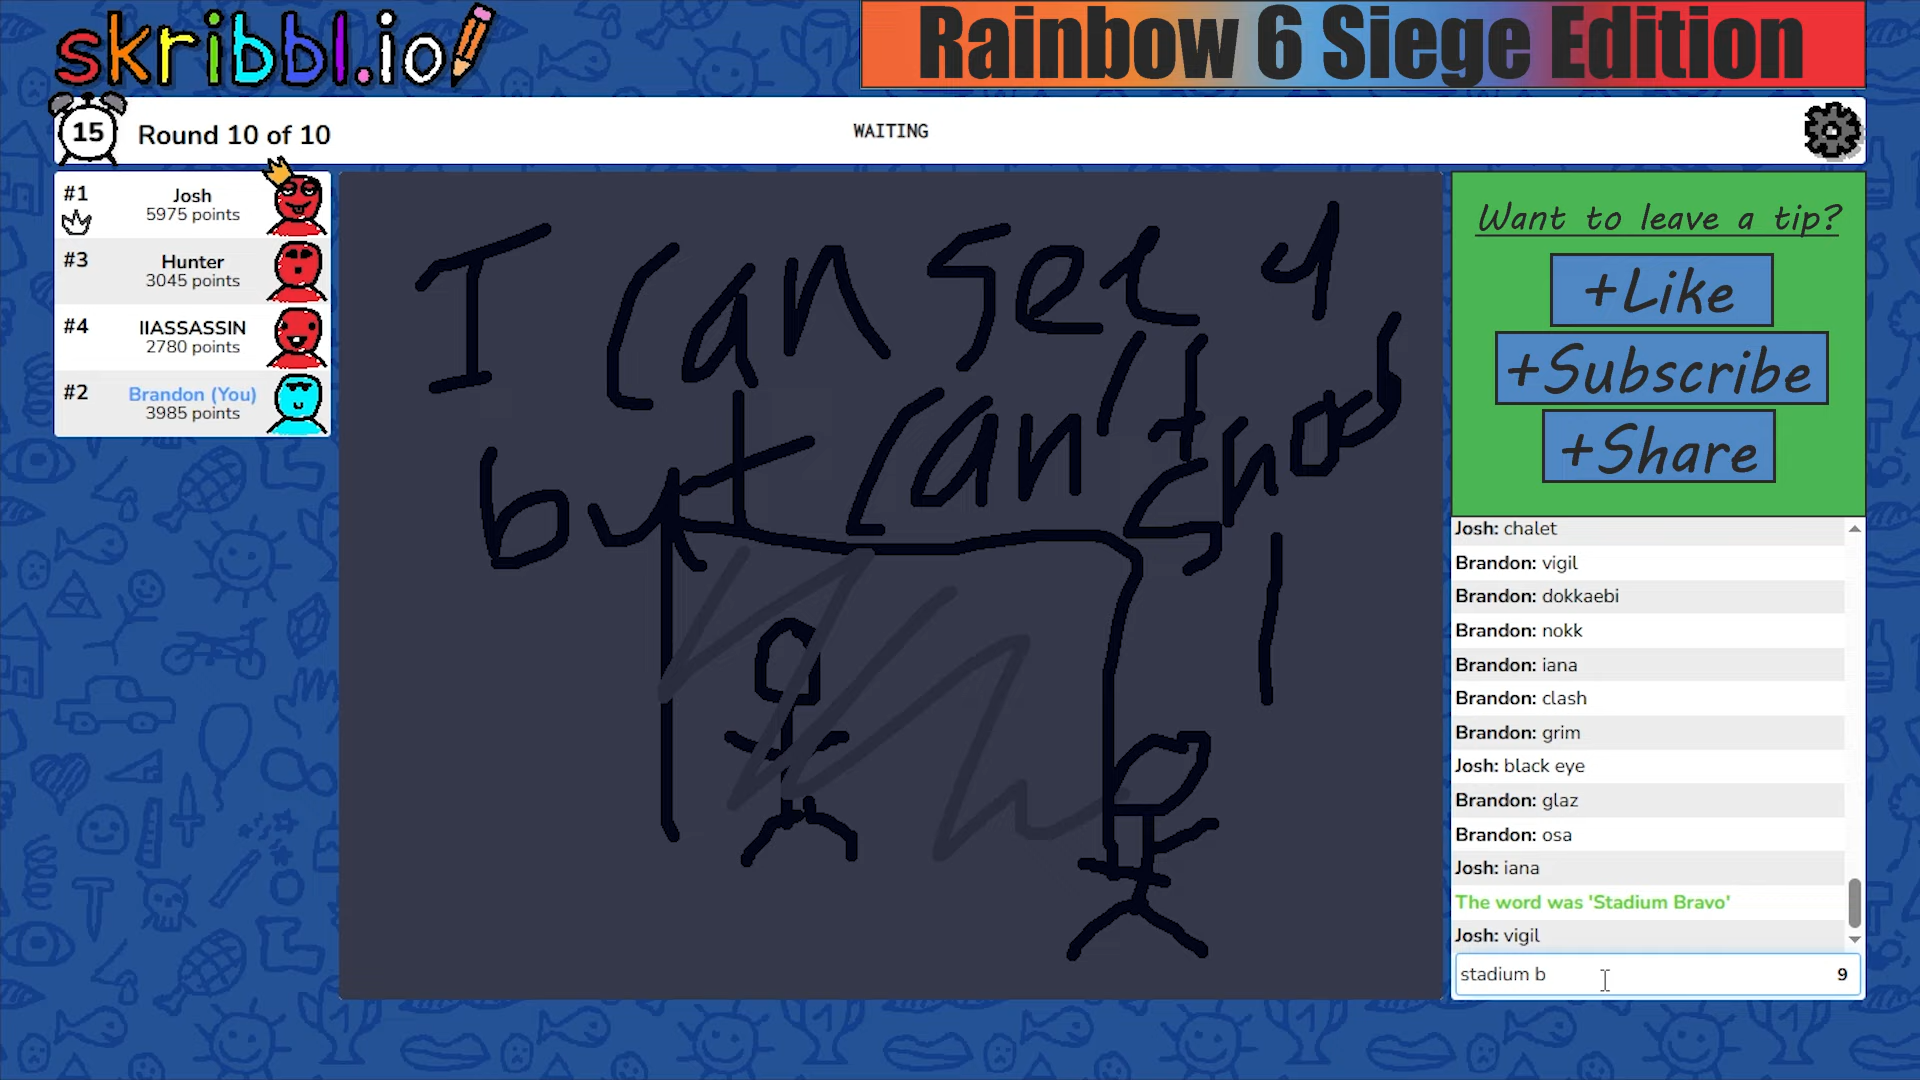 skribbl.io
Rainbow 6 Siege Edition
15
Round 10 of 10
WAITING
#1
Josh
5975 points
#3
Hunter
3045 points
#4
IIASSASSIN
2780 points
#2
Brandon (You)
3985 points
I can see
but can't
Want to leave a tip?
+Like
+Subscribe
+Share
Josh: chalet
Brandon: vigil
Brandon: dokkaebi
Brandon: nokk
Brandon: iana
Brandon: clash
Brandon: grim
Josh: black eye
Brandon: glaz
Brandon: osa
Josh: iana
The word was 'Stadium Bravo'
Josh: vigil
stadium b
9